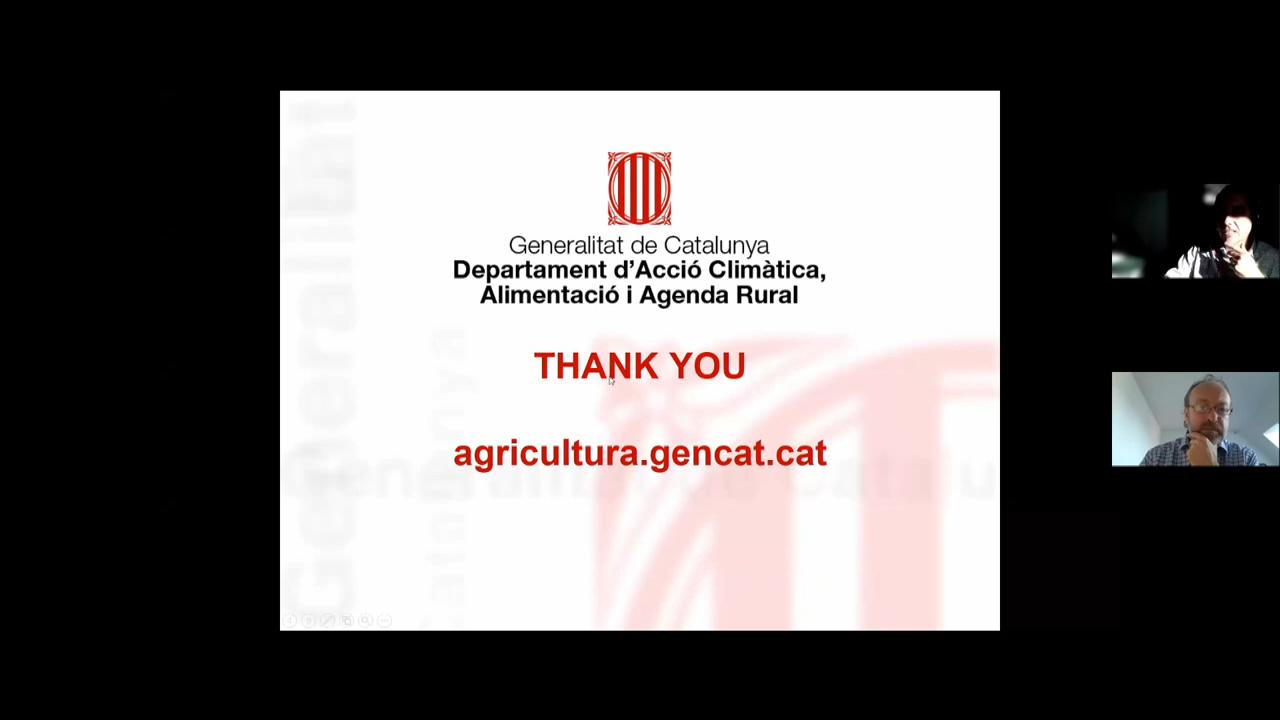 Generalitat de Catalunya
Departament d'Acció Climàtica,
Alimentació i Agenda Rural
THANK YOU
agricultura.gencat.cat